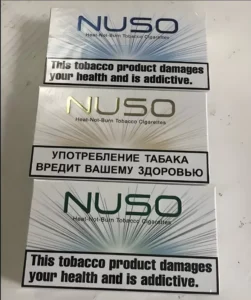 NUSO
Heat-Not-Burn Tobacco Cigarettes
This tobacco product damages
your health and is addictive.
NUSO
Heat-Not-Burn Tobacco Cigarettes
УПОТРЕБЛЕНИЕ ТАБАКА
ВРЕДИТ ВАШЕМУ ЗДОРОВЬЮ
NUSO
Heat-Not-Burn Tobacco Cigarettes
This tobacco product damages
your health and is addictive.